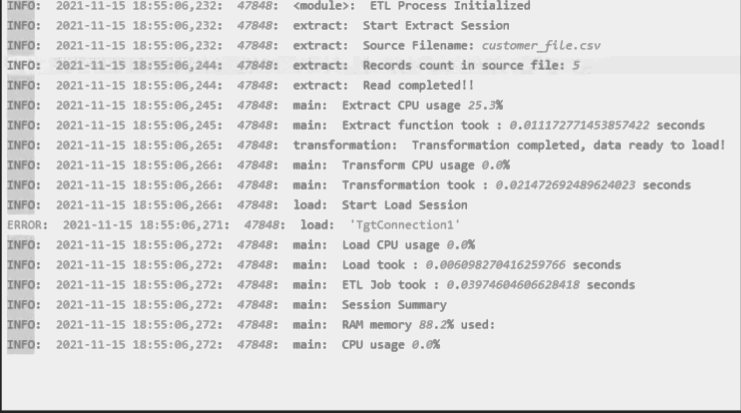 INFO: 2021-11-15 18:55:06,232: 47848: <module>: ETL Process Initialized
INFO: 2021-11-15 18:55:06,232: 47848: extract: Start Extract Session
INFO: 2021-11-15 18:55:06,232: 47848: extract: Source Filename: customer_file.csv
INFO: 2021-11-15 18:55:06,244: 47848: extract: Records count in source file: 5
INFO: 2021-11-15 18:55:06,244: 47848: extract: Read completed!!
INFO: 2021-11-15 18:55:06,245: 47848: main: Extract CPU usage 25.3%
INFO: 2021-11-15 18:55:06,245: 47848: main: Extract function took : 0.011172771453857422 seconds
INFO: 2021-11-15 18:55:06,265: 47848: transformation: Transformation completed, data ready to load!
INFO: 2021-11-15 18:55:06,266: 47848: main: Transform CPU usage 0.0%
INFO: 2021-11-15 18:55:06,266: 47848: main: Transformation took : 0.021472692489624023 seconds
INFO: 2021-11-15 18:55:06,266: 47848: load: Start Load Session
ERROR: 2021-11-15 18:55:06,271: 47848: load: 'TgtConnection1'
INFO: 2021-11-15 18:55:06,272: 47848: main: Load CPU usage 0.0%
INFO: 2021-11-15 18:55:06,272: 47848: main: Load took : 0.006098270416259766 seconds
INFO: 2021-11-15 18:55:06,272: 47848: main: ETL Job took : 0.03974604606628418 seconds
INFO: 2021-11-15 18:55:06,272: 47848: main: Session Summary
INFO: 2021-11-15 18:55:06,272: 47848: main: RAM memory 88.2% used:
INFO: 2021-11-15 18:55:06,272: 47848: main: CPU usage 0.0%